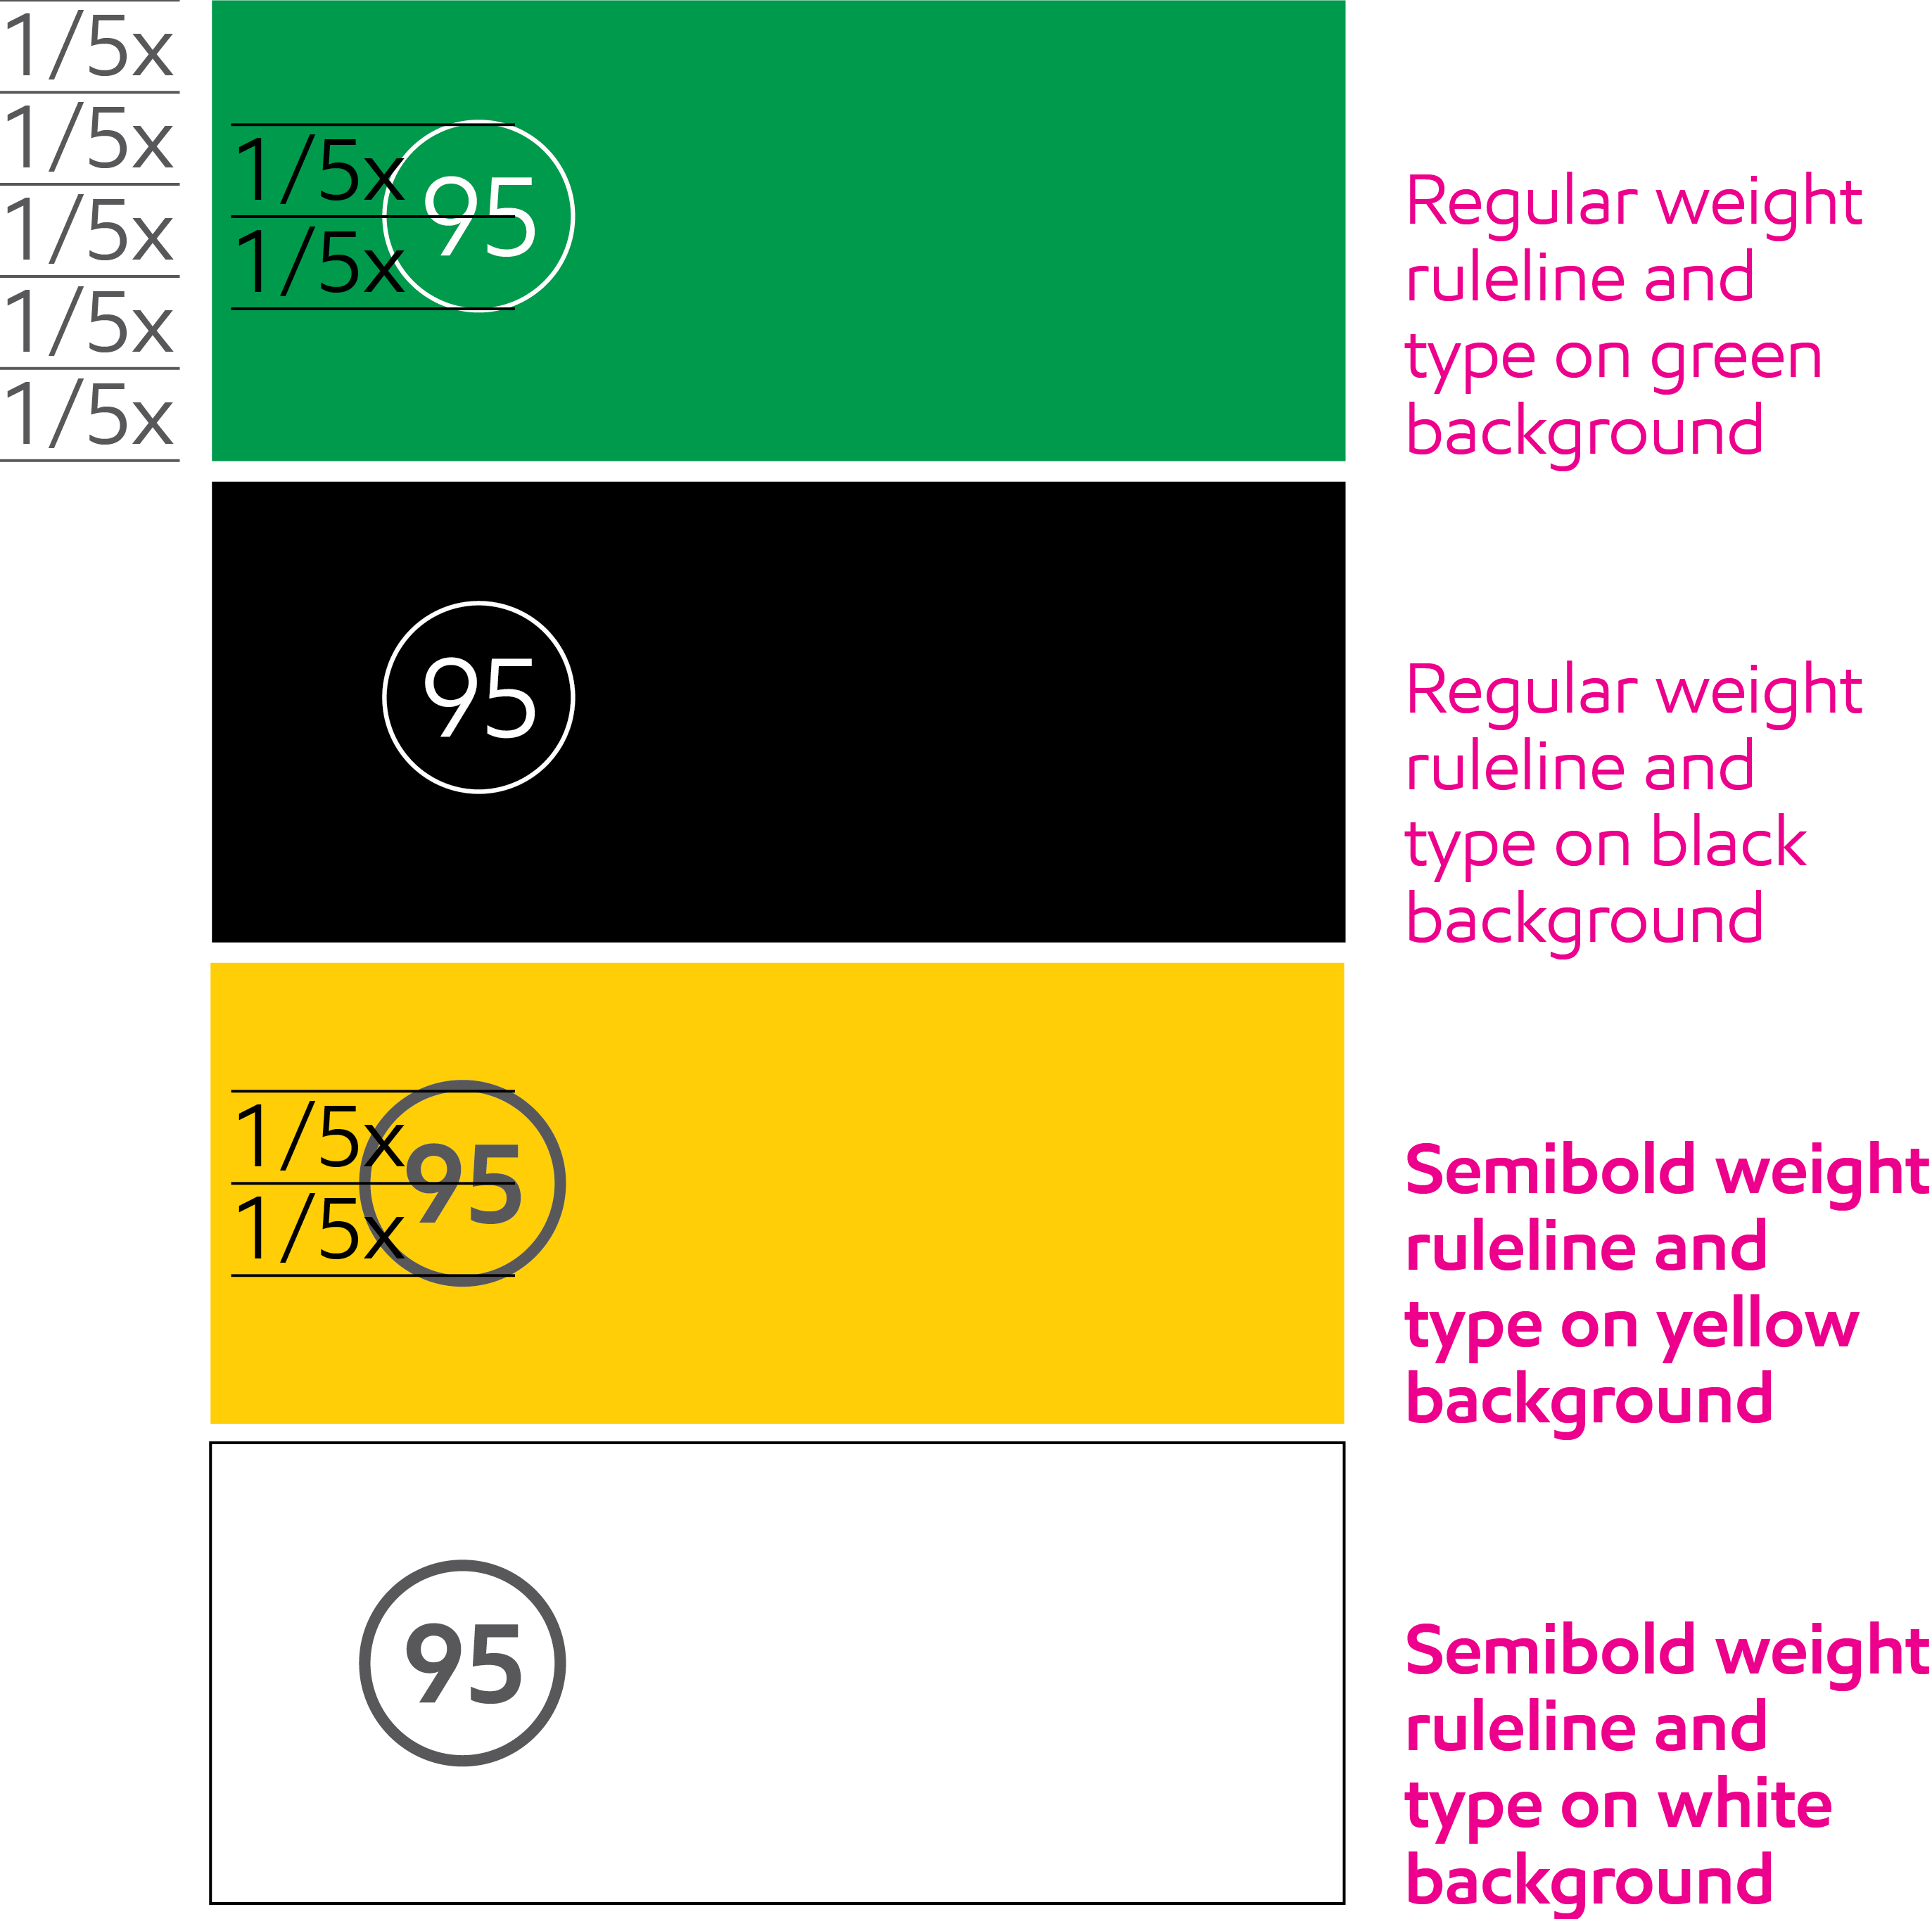 1/5x
1/5x
1/5x
1/5x
1/5x
1/5x
1/5x
95
Regular weight
ruleline and
type on green
background
95
Regular weight
ruleline and
type on black
background
1/5x
1/5x
95
Semibold weight
ruleline and
type on yellow
background
95
Semibold weight
ruleline and
type on white
background